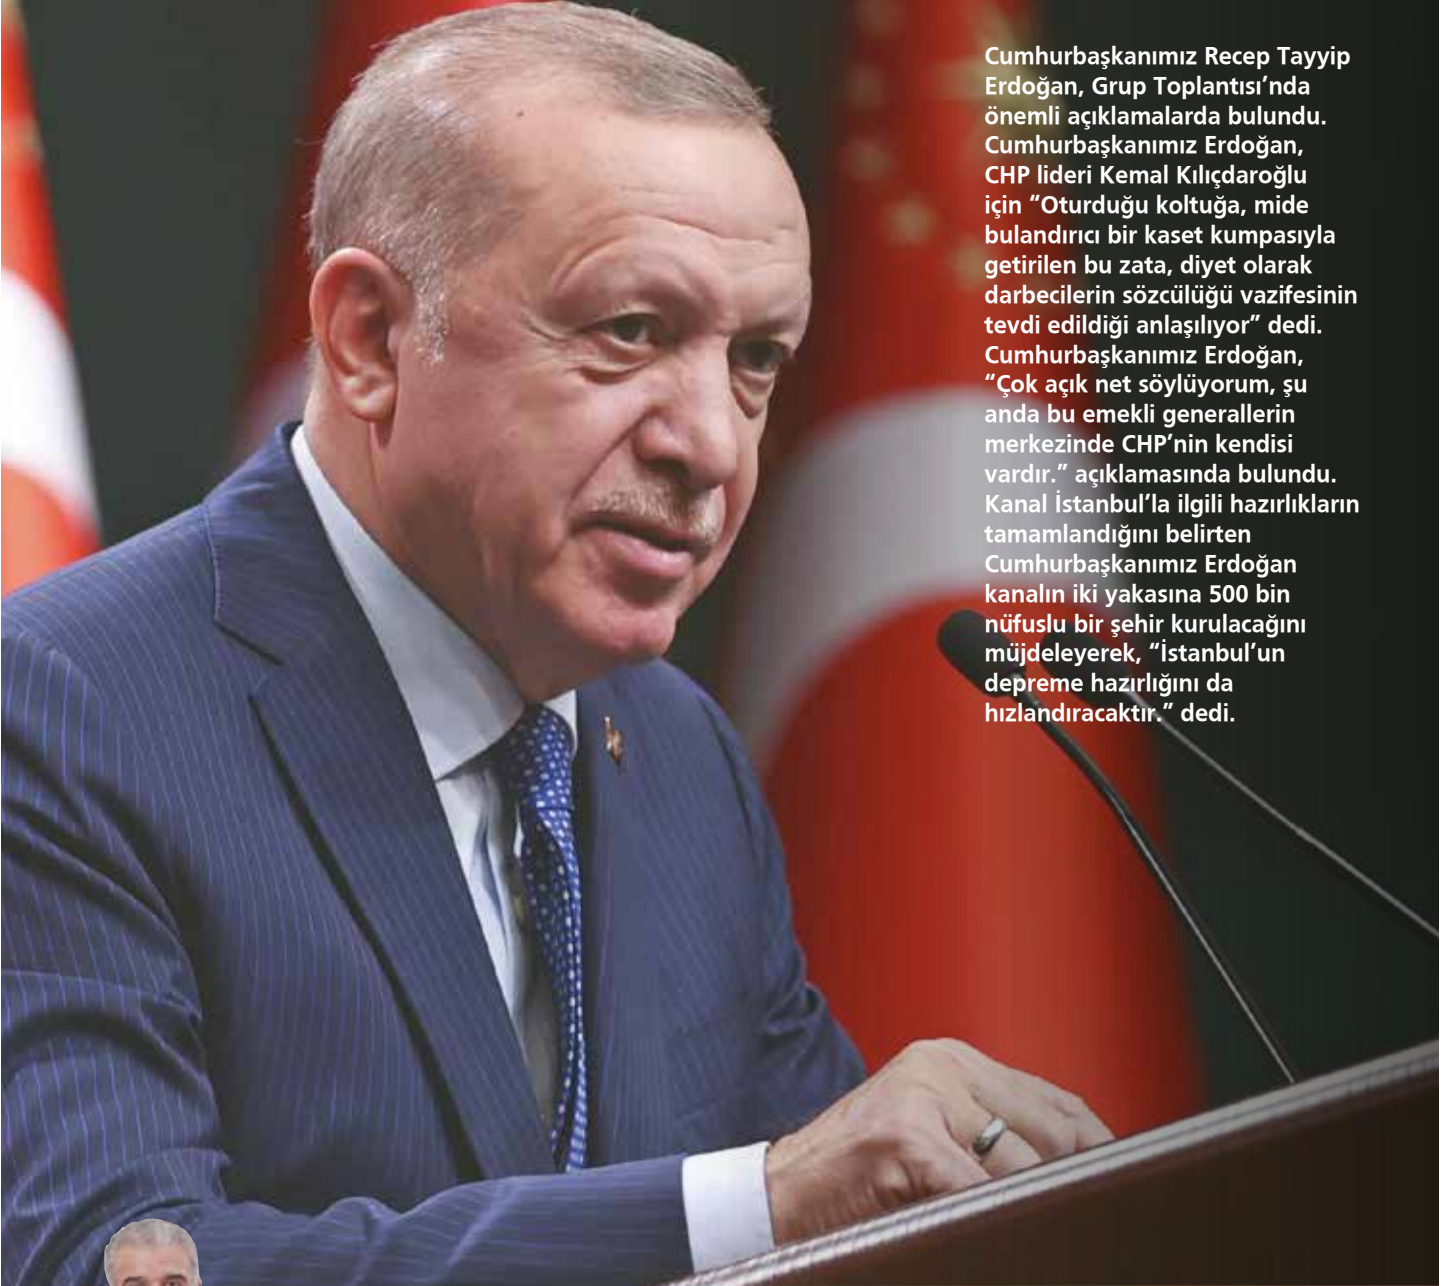 Cumhurbaşkanımız Recep Tayyip
Erdoğan, Grup Toplantısı’nda
önemli açıklamalarda bulundu.
Cumhurbaşkanımız Erdoğan,
CHP lideri Kemal Kılıçdaroğlu
için “Oturduğu koltuğa, mide
bulandırıcı bir kaset kumpasıyla
getirilen bu zata, diyet olarak
darbecilerin sözcülüğü vazifesinin
tevdi edildiği anlaşılıyor” dedi.
Cumhurbaşkanımız Erdoğan,
“Çok açık net söylüyorum, şu
anda bu emekli generallerin
merkezinde CHP’nin kendisi
vardır.” açıklamasında bulundu.
Kanal İstanbul’la ilgili hazırlıkların
tamamlandığını belirten
Cumhurbaşkanımız Erdoğan
kanalın iki yakasına 500 bin
nüfuslu bir şehir kurulacağını
müjdeleyerek, “İstanbul’un
depreme hazırlığını da
hızlandıracaktır.” dedi.